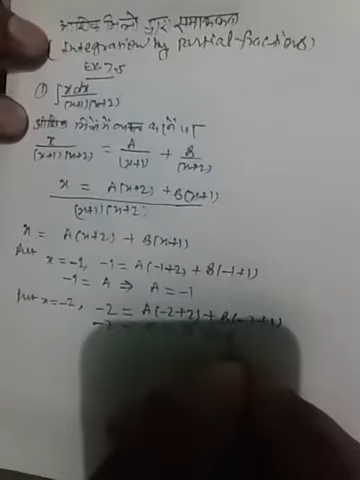 आंशिक भिन्नों द्वारा समाकलन
(Integration by Partial fractions)
Ex-7.5
① ∫ x dx / (x+1)(x+2)
आंशिक भिन्नों में व्यक्त करने पर
x / (x+1)(x+2) = A / (x+1) + B / (x+2)
x = A(x+2) + B(x+1)
(x+1)(x+2)
x = A(x+2) + B(x+1)
Put x = -1, -1 = A(-1+2) + B(-1+1)
-1 = A ⇒ A = -1
Put x = -2, -2 = A(-2+2) + B(-2+1)
-2